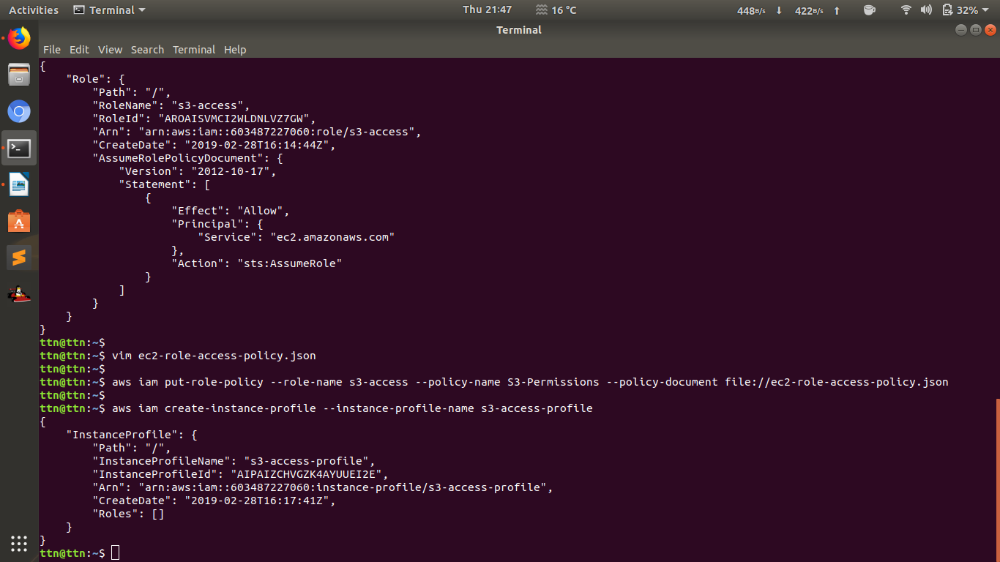 Activities Terminal Thu 21:47 16 °C 448B/s ↓ 422B/s ↑ 32%
Terminal
File Edit View Search Terminal Help
{
    "Role": {
        "Path": "/",
        "RoleName": "s3-access",
        "RoleId": "AROAISVMCI2WLDNLVZ7GW",
        "Arn": "arn:aws:iam::603487227060:role/s3-access",
        "CreateDate": "2019-02-28T16:14:44Z",
        "AssumeRolePolicyDocument": {
            "Version": "2012-10-17",
            "Statement": [
                {
                    "Effect": "Allow",
                    "Principal": {
                        "Service": "ec2.amazonaws.com"
                    },
                    "Action": "sts:AssumeRole"
                }
            ]
        }
    }
}
ttn@ttn:~$
ttn@ttn:~$ vim ec2-role-access-policy.json
ttn@ttn:~$
ttn@ttn:~$ aws iam put-role-policy --role-name s3-access --policy-name S3-Permissions --policy-document file://ec2-role-access-policy.json
ttn@ttn:~$
ttn@ttn:~$ aws iam create-instance-profile --instance-profile-name s3-access-profile
{
    "InstanceProfile": {
        "Path": "/",
        "InstanceProfileName": "s3-access-profile",
        "InstanceProfileId": "AIPAIZCHVGZK4AYUUEI2E",
        "Arn": "arn:aws:iam::603487227060:instance-profile/s3-access-profile",
        "CreateDate": "2019-02-28T16:17:41Z",
        "Roles": []
    }
}
ttn@ttn:~$